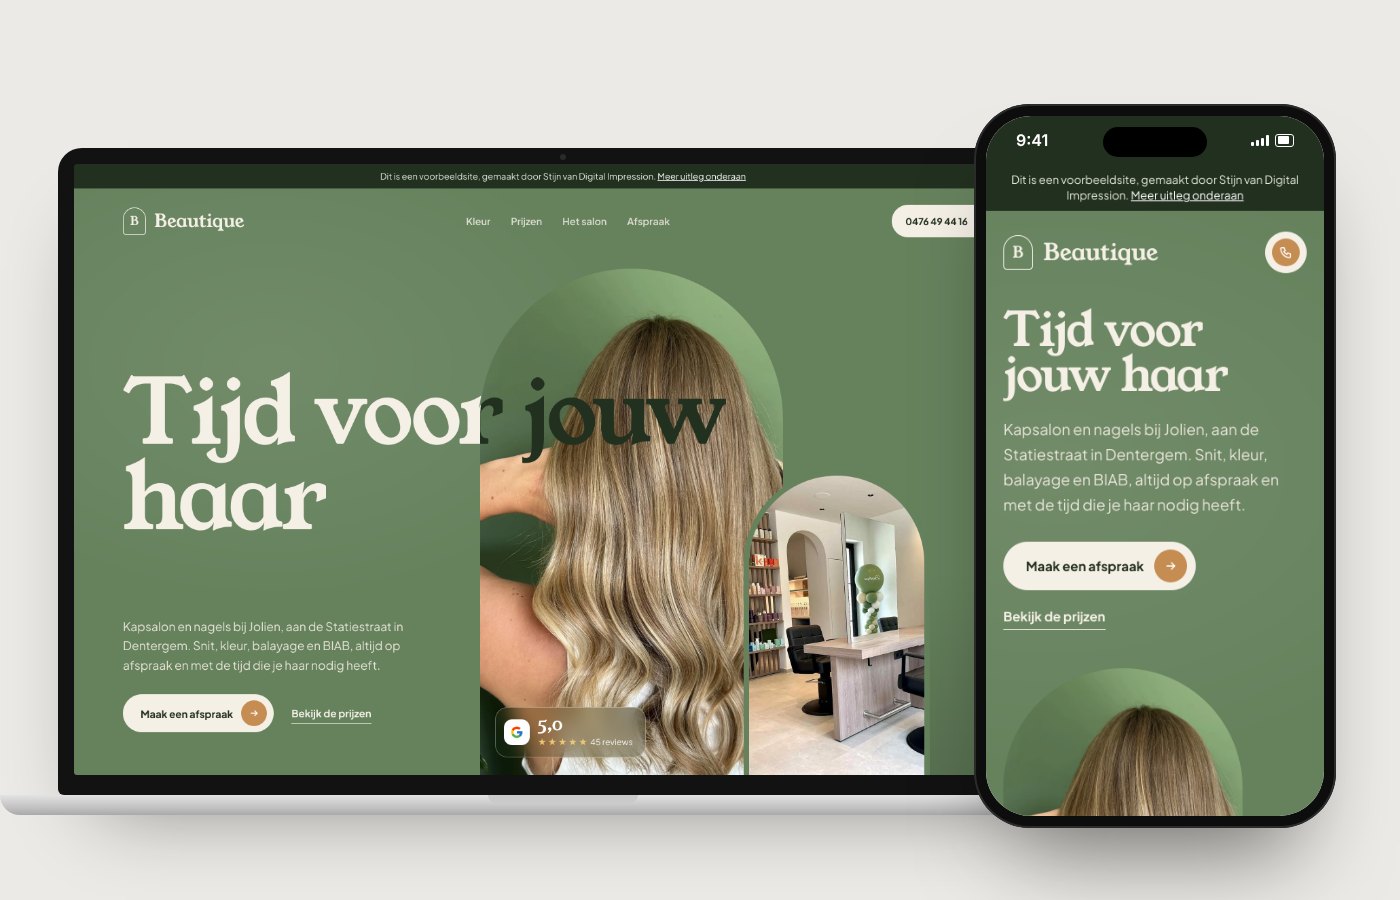 Dit is een voorbeeldsite, gemaakt door Stijn van Digital Impression. Meer uitleg onderaan
B Beautique
Kleur Prijzen Het salon Afspraak
0476 49 44 16
Tijd voor jouw
haar
Kapsalon en nagels bij Jolien, aan de Statiestraat in
Dentergem. Snit, kleur, balayage en BIAB, altijd op
afspraak en met de tijd die je haar nodig heeft.
Maak een afspraak
Bekijk de prijzen
G 5,0
45 reviews
9:41
Dit is een voorbeeldsite, gemaakt door Stijn van Digital
Impression. Meer uitleg onderaan
B Beautique
Tijd voor
jouw haar
Kapsalon en nagels bij Jolien, aan de
Statiestraat in Dentergem. Snit, kleur,
balayage en BIAB, altijd op afspraak en
met de tijd die je haar nodig heeft.
Maak een afspraak
Bekijk de prijzen